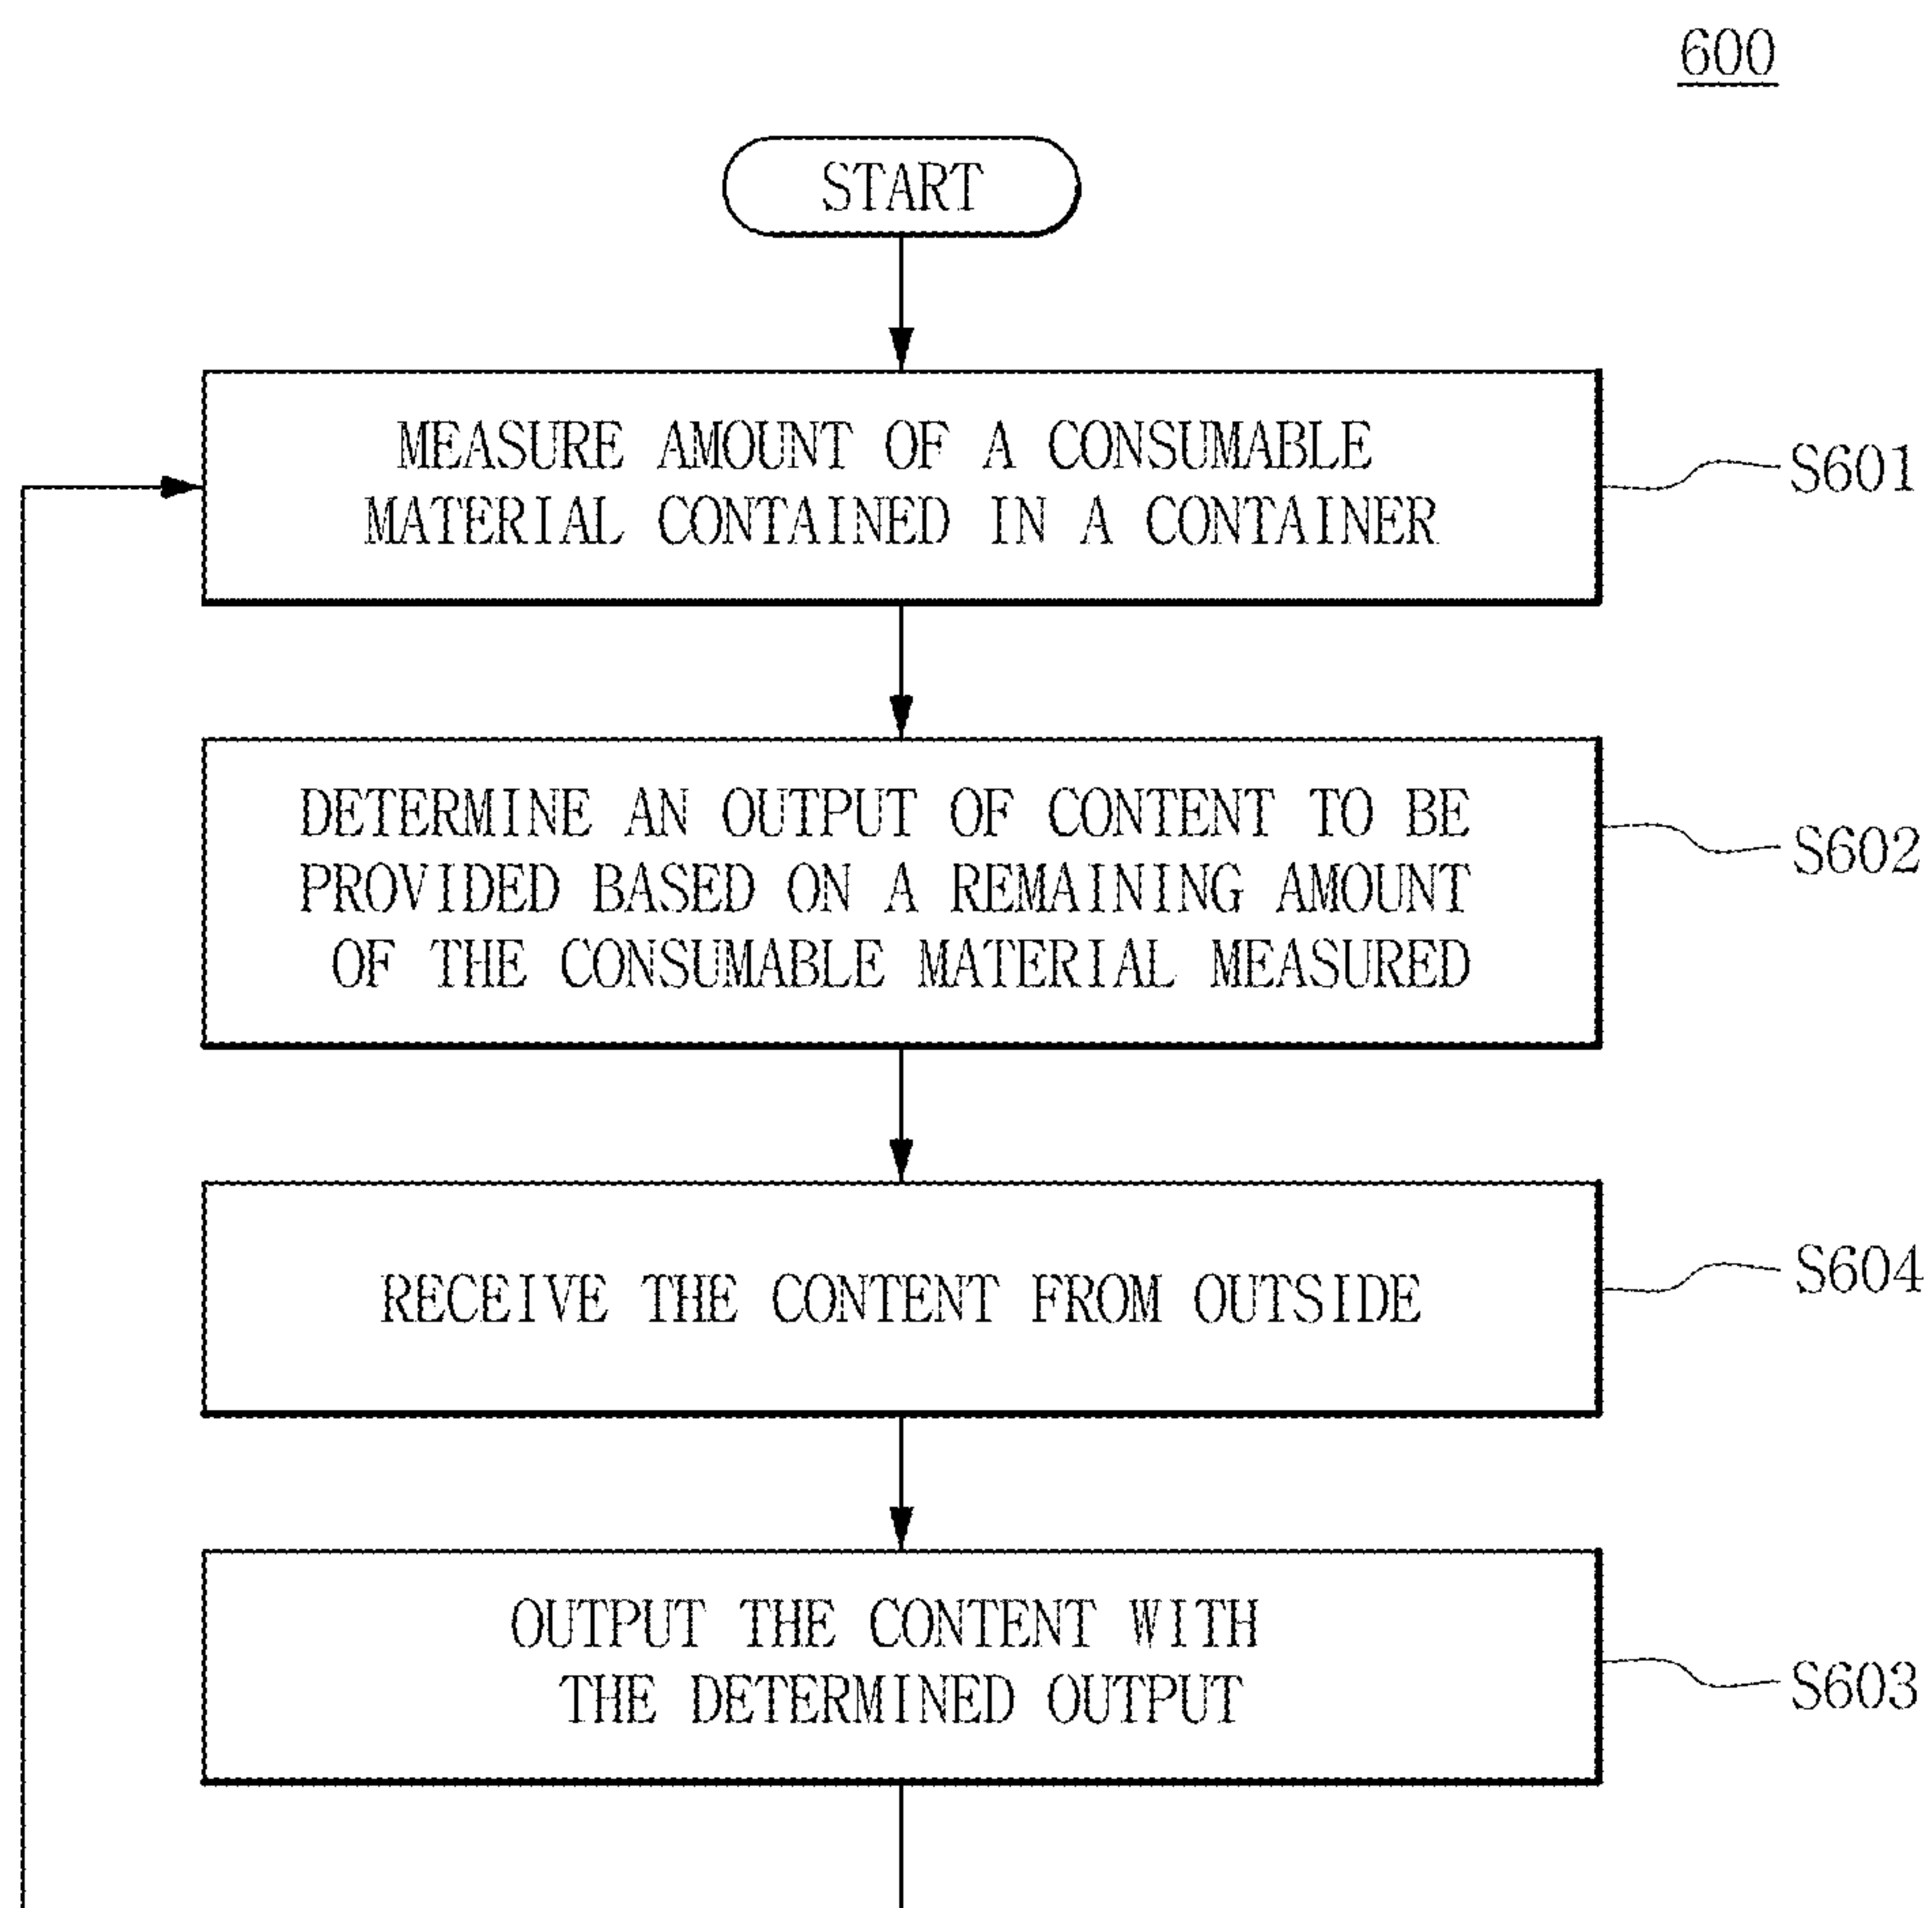 600
START
MEASURE AMOUNT OF A CONSUMABLE
MATERIAL CONTAINED IN A CONTAINER
S601
DETERMINE AN OUTPUT OF CONTENT TO BE
PROVIDED BASED ON A REMAINING AMOUNT
OF THE CONSUMABLE MATERIAL MEASURED
S602
RECEIVE THE CONTENT FROM OUTSIDE
S604
OUTPUT THE CONTENT WITH
THE DETERMINED OUTPUT
S603